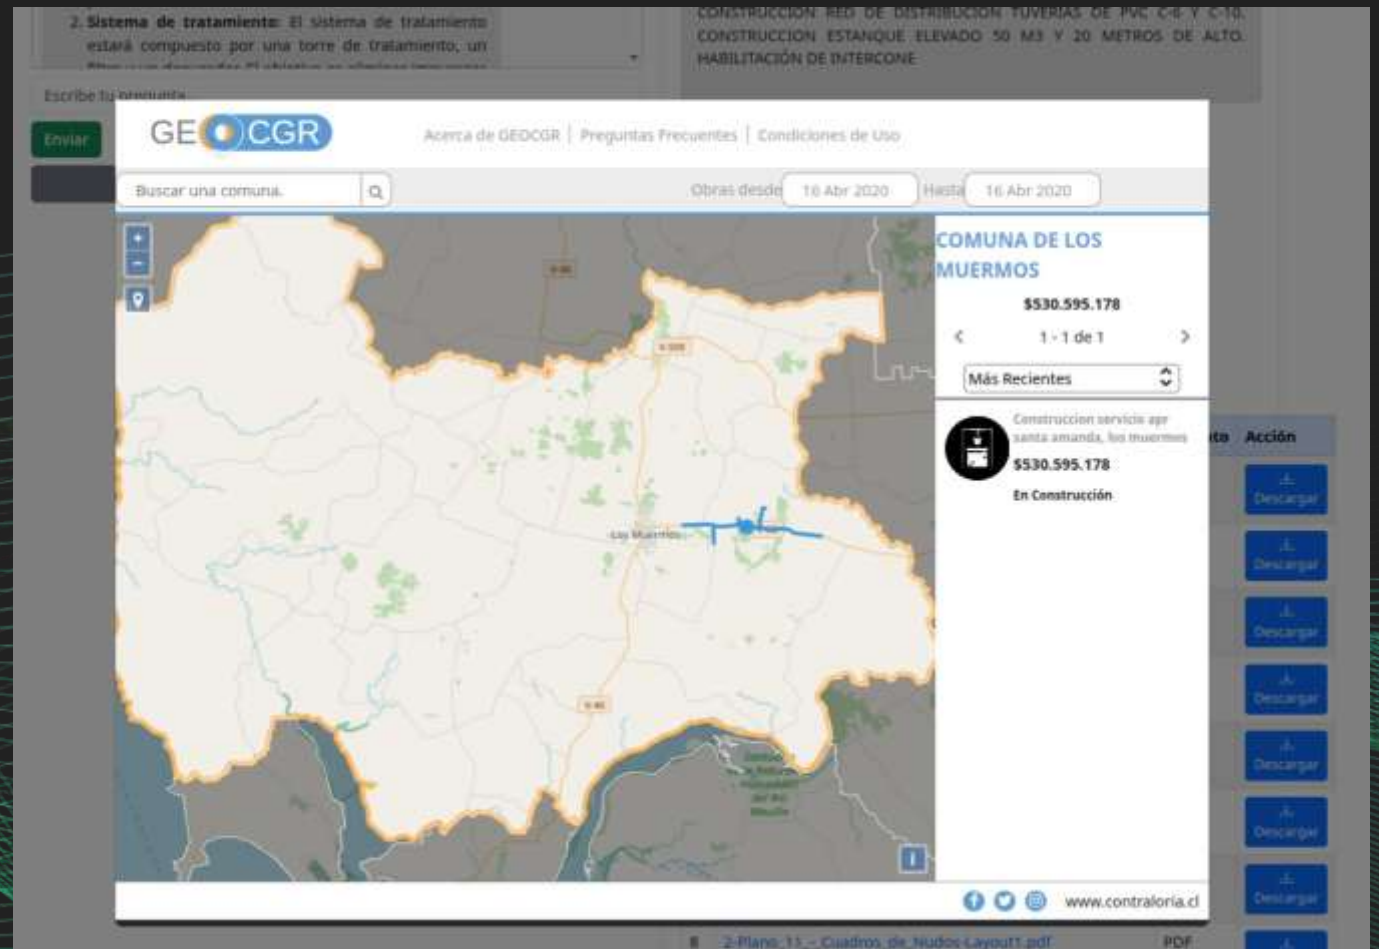 2. Sistema de tratamiento: El sistema de tratamiento
estará compuesto por una torre de tratamiento, un
CONSTRUCCION RED DE DISTRIBUCION TUVERIAS DE PVC C-6 Y C-10.
CONSTRUCCION ESTANQUE ELEVADO 50 M3 Y 20 METROS DE ALTO.
HABILITACIÓN DE INTERCONE
Escribe tu pregunta
Enviar
GEOCGR
Acerca de GEOCGR | Preguntas Frecuentes | Condiciones de Uso
Buscar una comuna.
Obras desde 16 Abr 2020 Hasta 16 Abr 2020
+
−
COMUNA DE LOS
MUERMOS
$530.595.178
< 1 - 1 de 1 >
Más Recientes
Construccion servicio apr
santa amanda, los muermos
$530.595.178
En Construcción
Los Muermos
V-46
i
www.contraloria.cl
to Acción
Descargar
Descargar
Descargar
Descargar
Descargar
Descargar
Descargar
8 2-Plano_11_-_Cuadros_de_Nudos-Layout1.pdf PDF